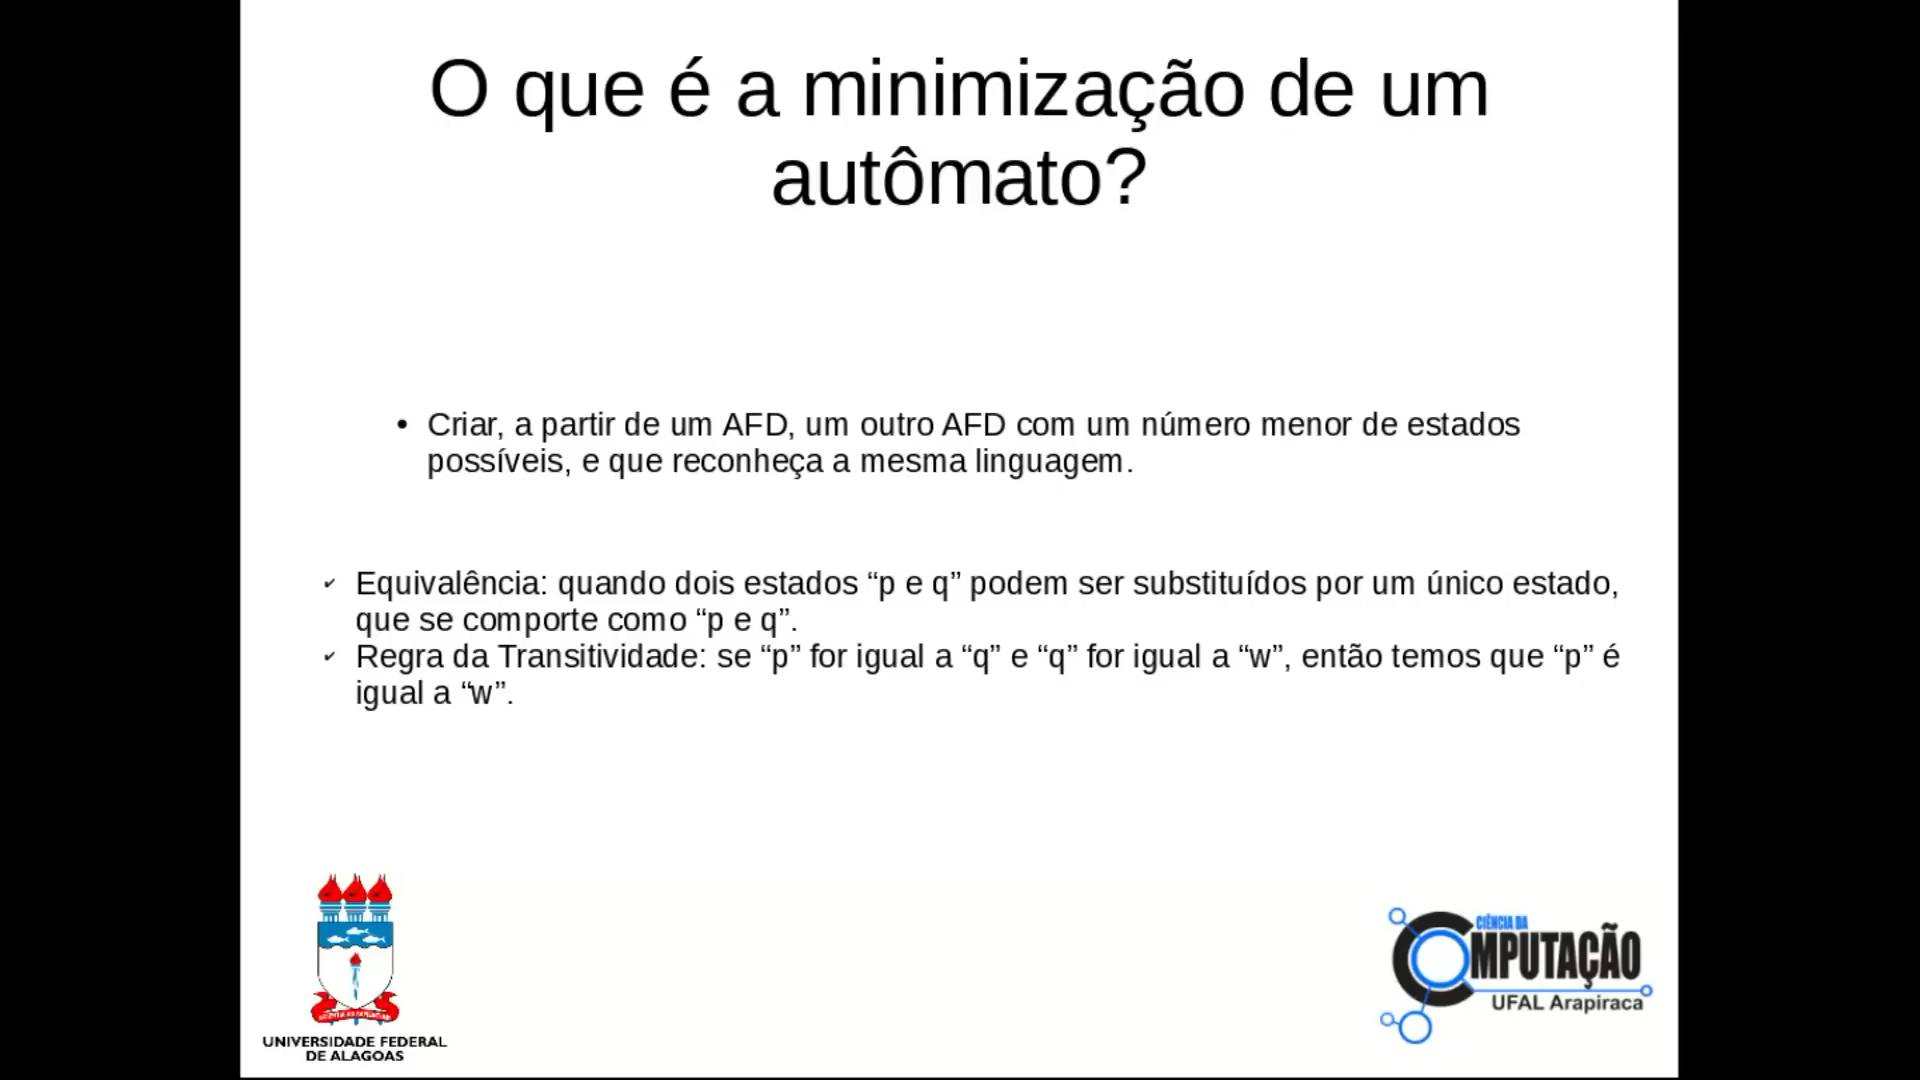 O que é a minimização de um
autômato?
• Criar, a partir de um AFD, um outro AFD com um número menor de estados
possíveis, e que reconheça a mesma linguagem.
✔ Equivalência: quando dois estados “p e q” podem ser substituídos por um único estado,
que se comporte como “p e q”.
✔ Regra da Transitividade: se “p” for igual a “q” e “q” for igual a “w”, então temos que “p” é
igual a “w”.
UNIVERSIDADE FEDERAL
DE ALAGOAS
CIÊNCIA DA
COMPUTAÇÃO
UFAL Arapiraca